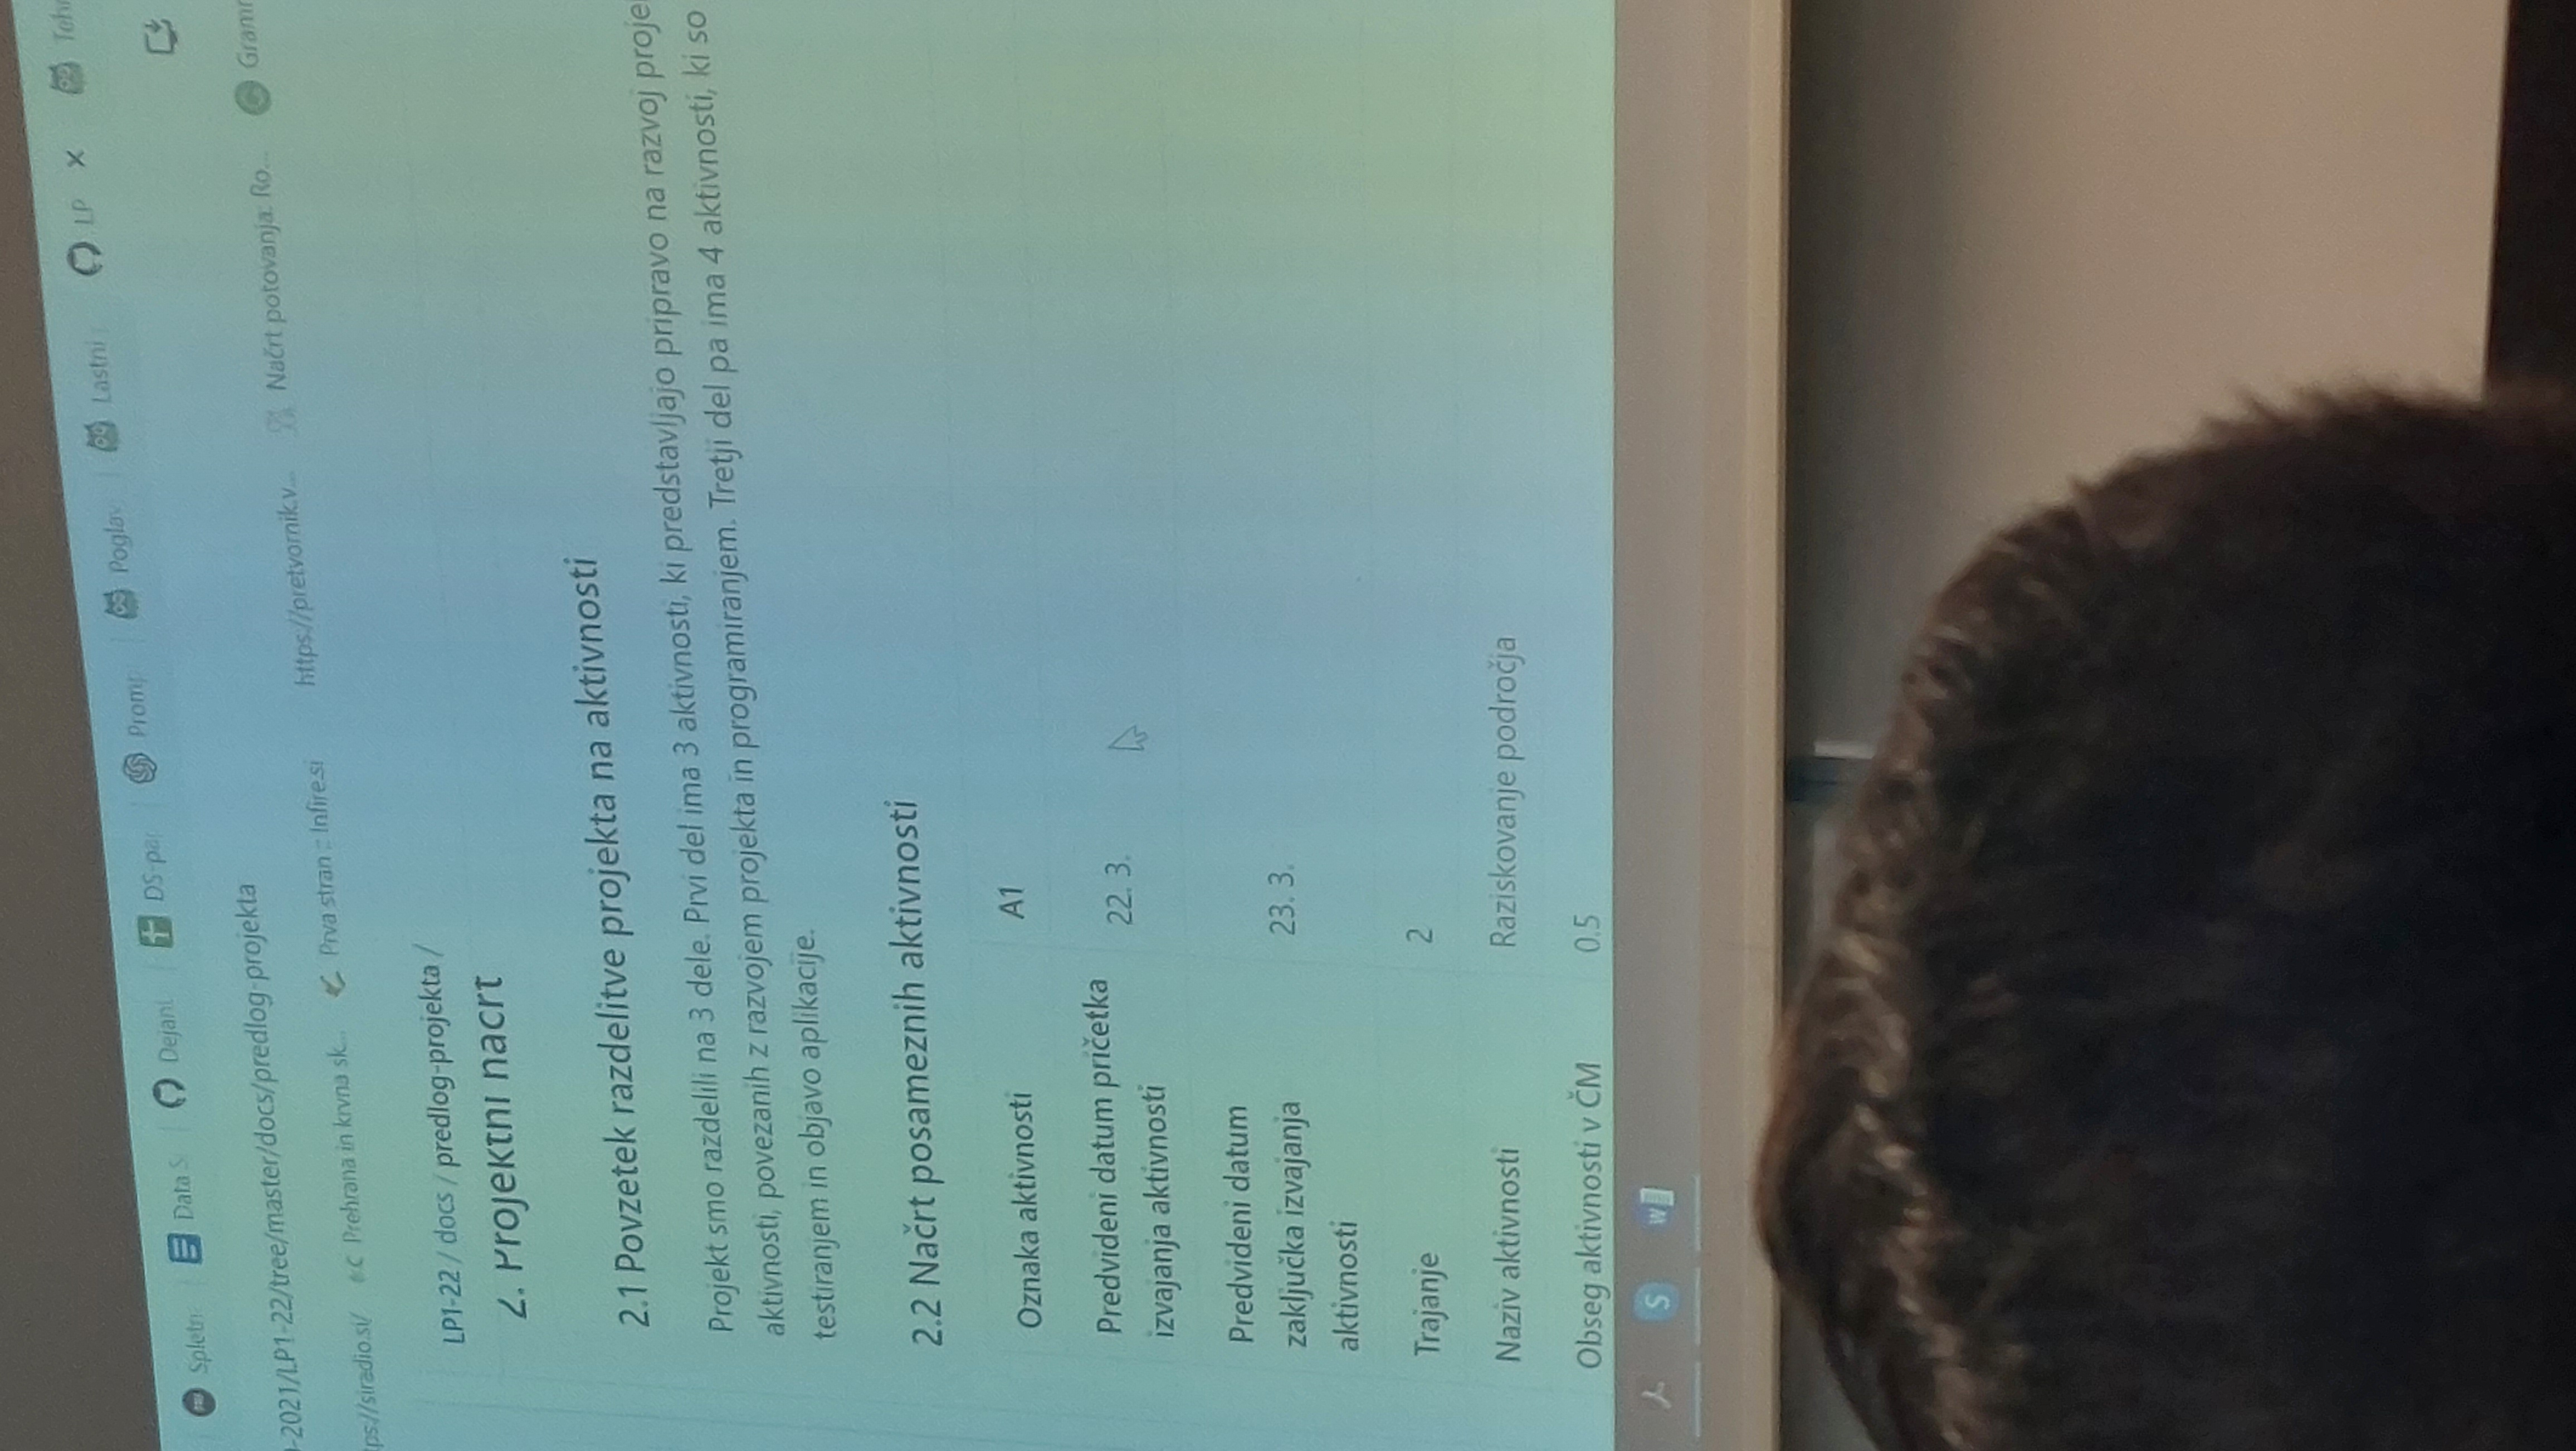 Spletn
Data S
Dejanl
DS-pa
Promp
Poglav
Lastni
LP
-2021/LP1-22/tree/master/docs/predlog-projekta
tps://siradio.si/
Prehrana in krvna sk...
Prva stran :: Infire.si
https://pretvornik.v...
Načrt potovanja: Ro...
Gramr
LP1-22 / docs / predlog-projekta /
2. Projektni načrt
2.1 Povzetek razdelitve projekta na aktivnosti
Projekt smo razdelili na 3 dele. Prvi del ima 3 aktivnosti, ki predstavljajo pripravo na razvoj proje
aktivnosti, povezanih z razvojem projekta in programiranjem. Tretji del pa ima 4 aktivnosti, ki so
testiranjem in objavo aplikacije.
2.2 Načrt posameznih aktivnosti
Oznaka aktivnosti A1
Predvideni datum pričetka
izvajanja aktivnosti 22. 3.
Predvideni datum
zaključka izvajanja 23. 3.
aktivnosti
Trajanje 2
Naziv aktivnosti Raziskovanje področja
Obseg aktivnosti v ČM 0.5
S
W